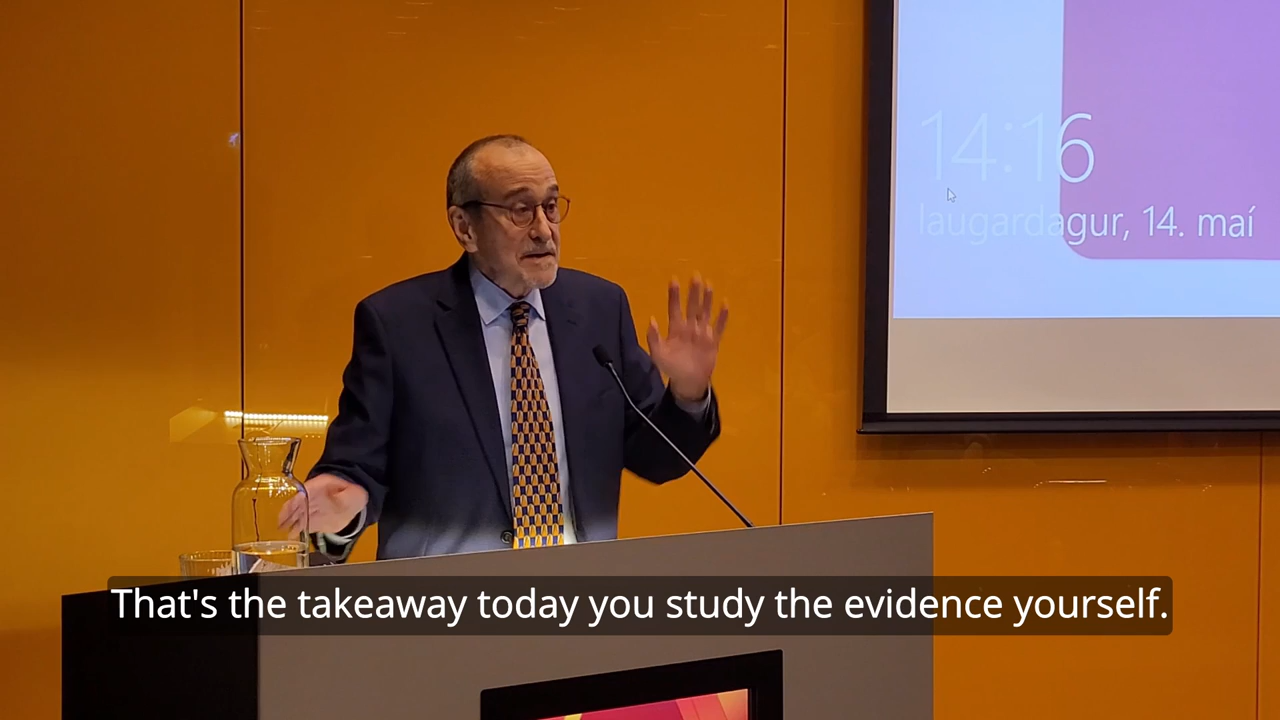 14:16
laugardagur, 14. maí
That's the takeaway today you study the evidence yourself.